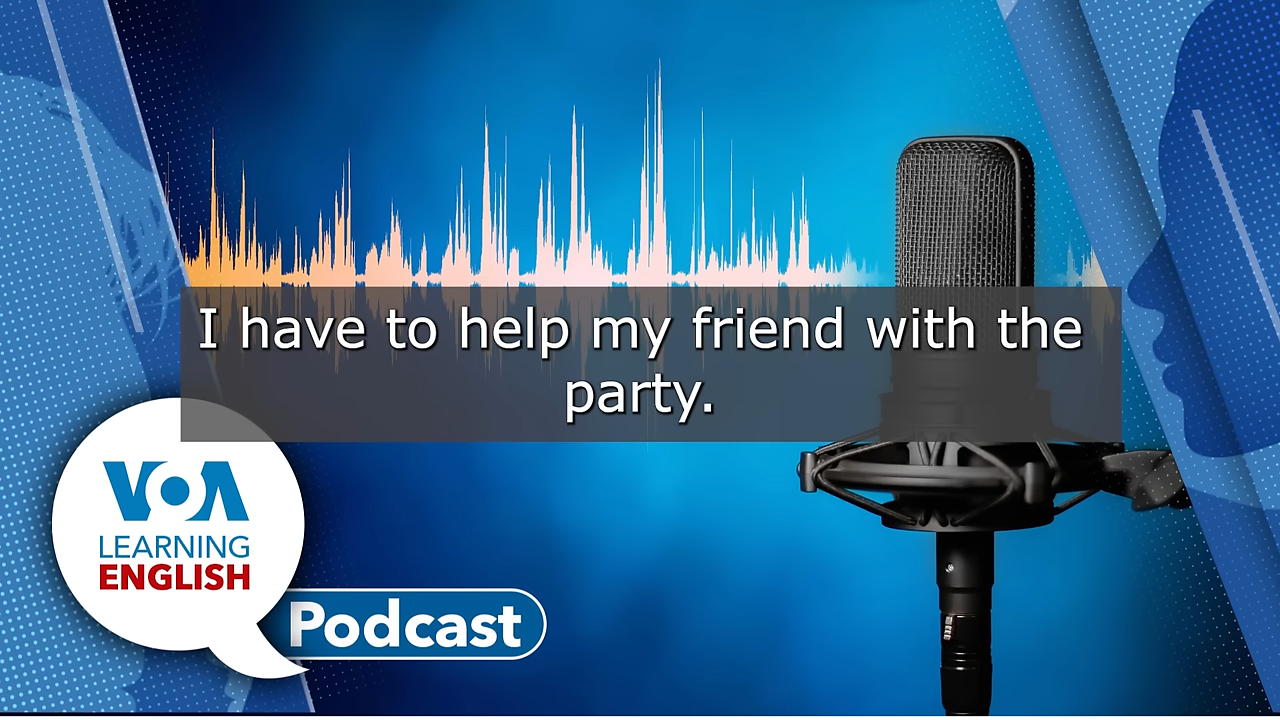 I have to help my friend with the
party.
VOA
LEARNING
ENGLISH
Podcast